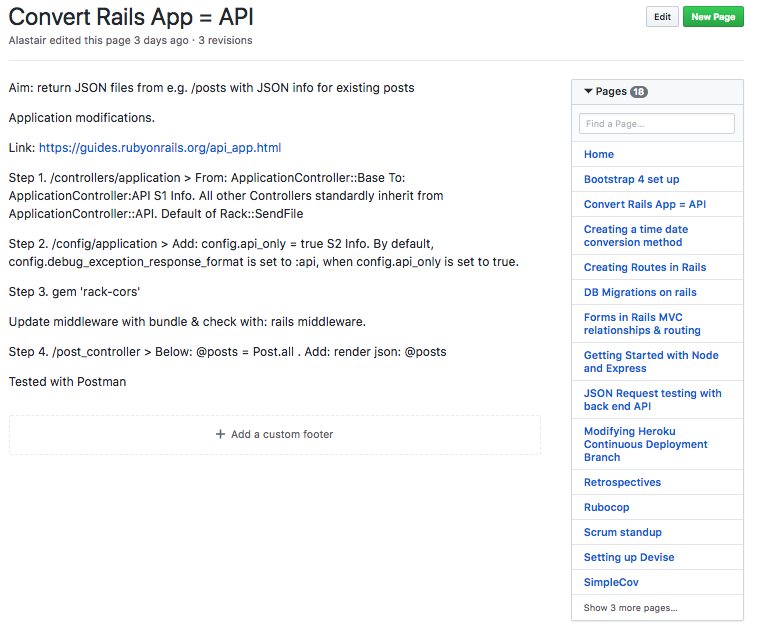 Convert Rails App = API
Edit
New Page
Alastair edited this page 3 days ago · 3 revisions
Aim: return JSON files from e.g. /posts with JSON info for existing posts
Application modifications.
Link: https://guides.rubyonrails.org/api_app.html
Step 1. /controllers/application > From: ApplicationController::Base To:
ApplicationController:API S1 Info. All other Controllers standardly inherit from
ApplicationController::API. Default of Rack::SendFile
Step 2. /config/application > Add: config.api_only = true S2 Info. By default,
config.debug_exception_response_format is set to :api, when config.api_only is set to true.
Step 3. gem 'rack-cors'
Update middleware with bundle & check with: rails middleware.
Step 4. /post_controller > Below: @posts = Post.all . Add: render json: @posts
Tested with Postman
+ Add a custom footer
Pages 18
Find a Page...
Home
Bootstrap 4 set up
Convert Rails App = API
Creating a time date
conversion method
Creating Routes in Rails
DB Migrations on rails
Forms in Rails MVC
relationships & routing
Getting Started with Node
and Express
JSON Request testing with
back end API
Modifying Heroku
Continuous Deployment
Branch
Retrospectives
Rubocop
Scrum standup
Setting up Devise
SimpleCov
Show 3 more pages...